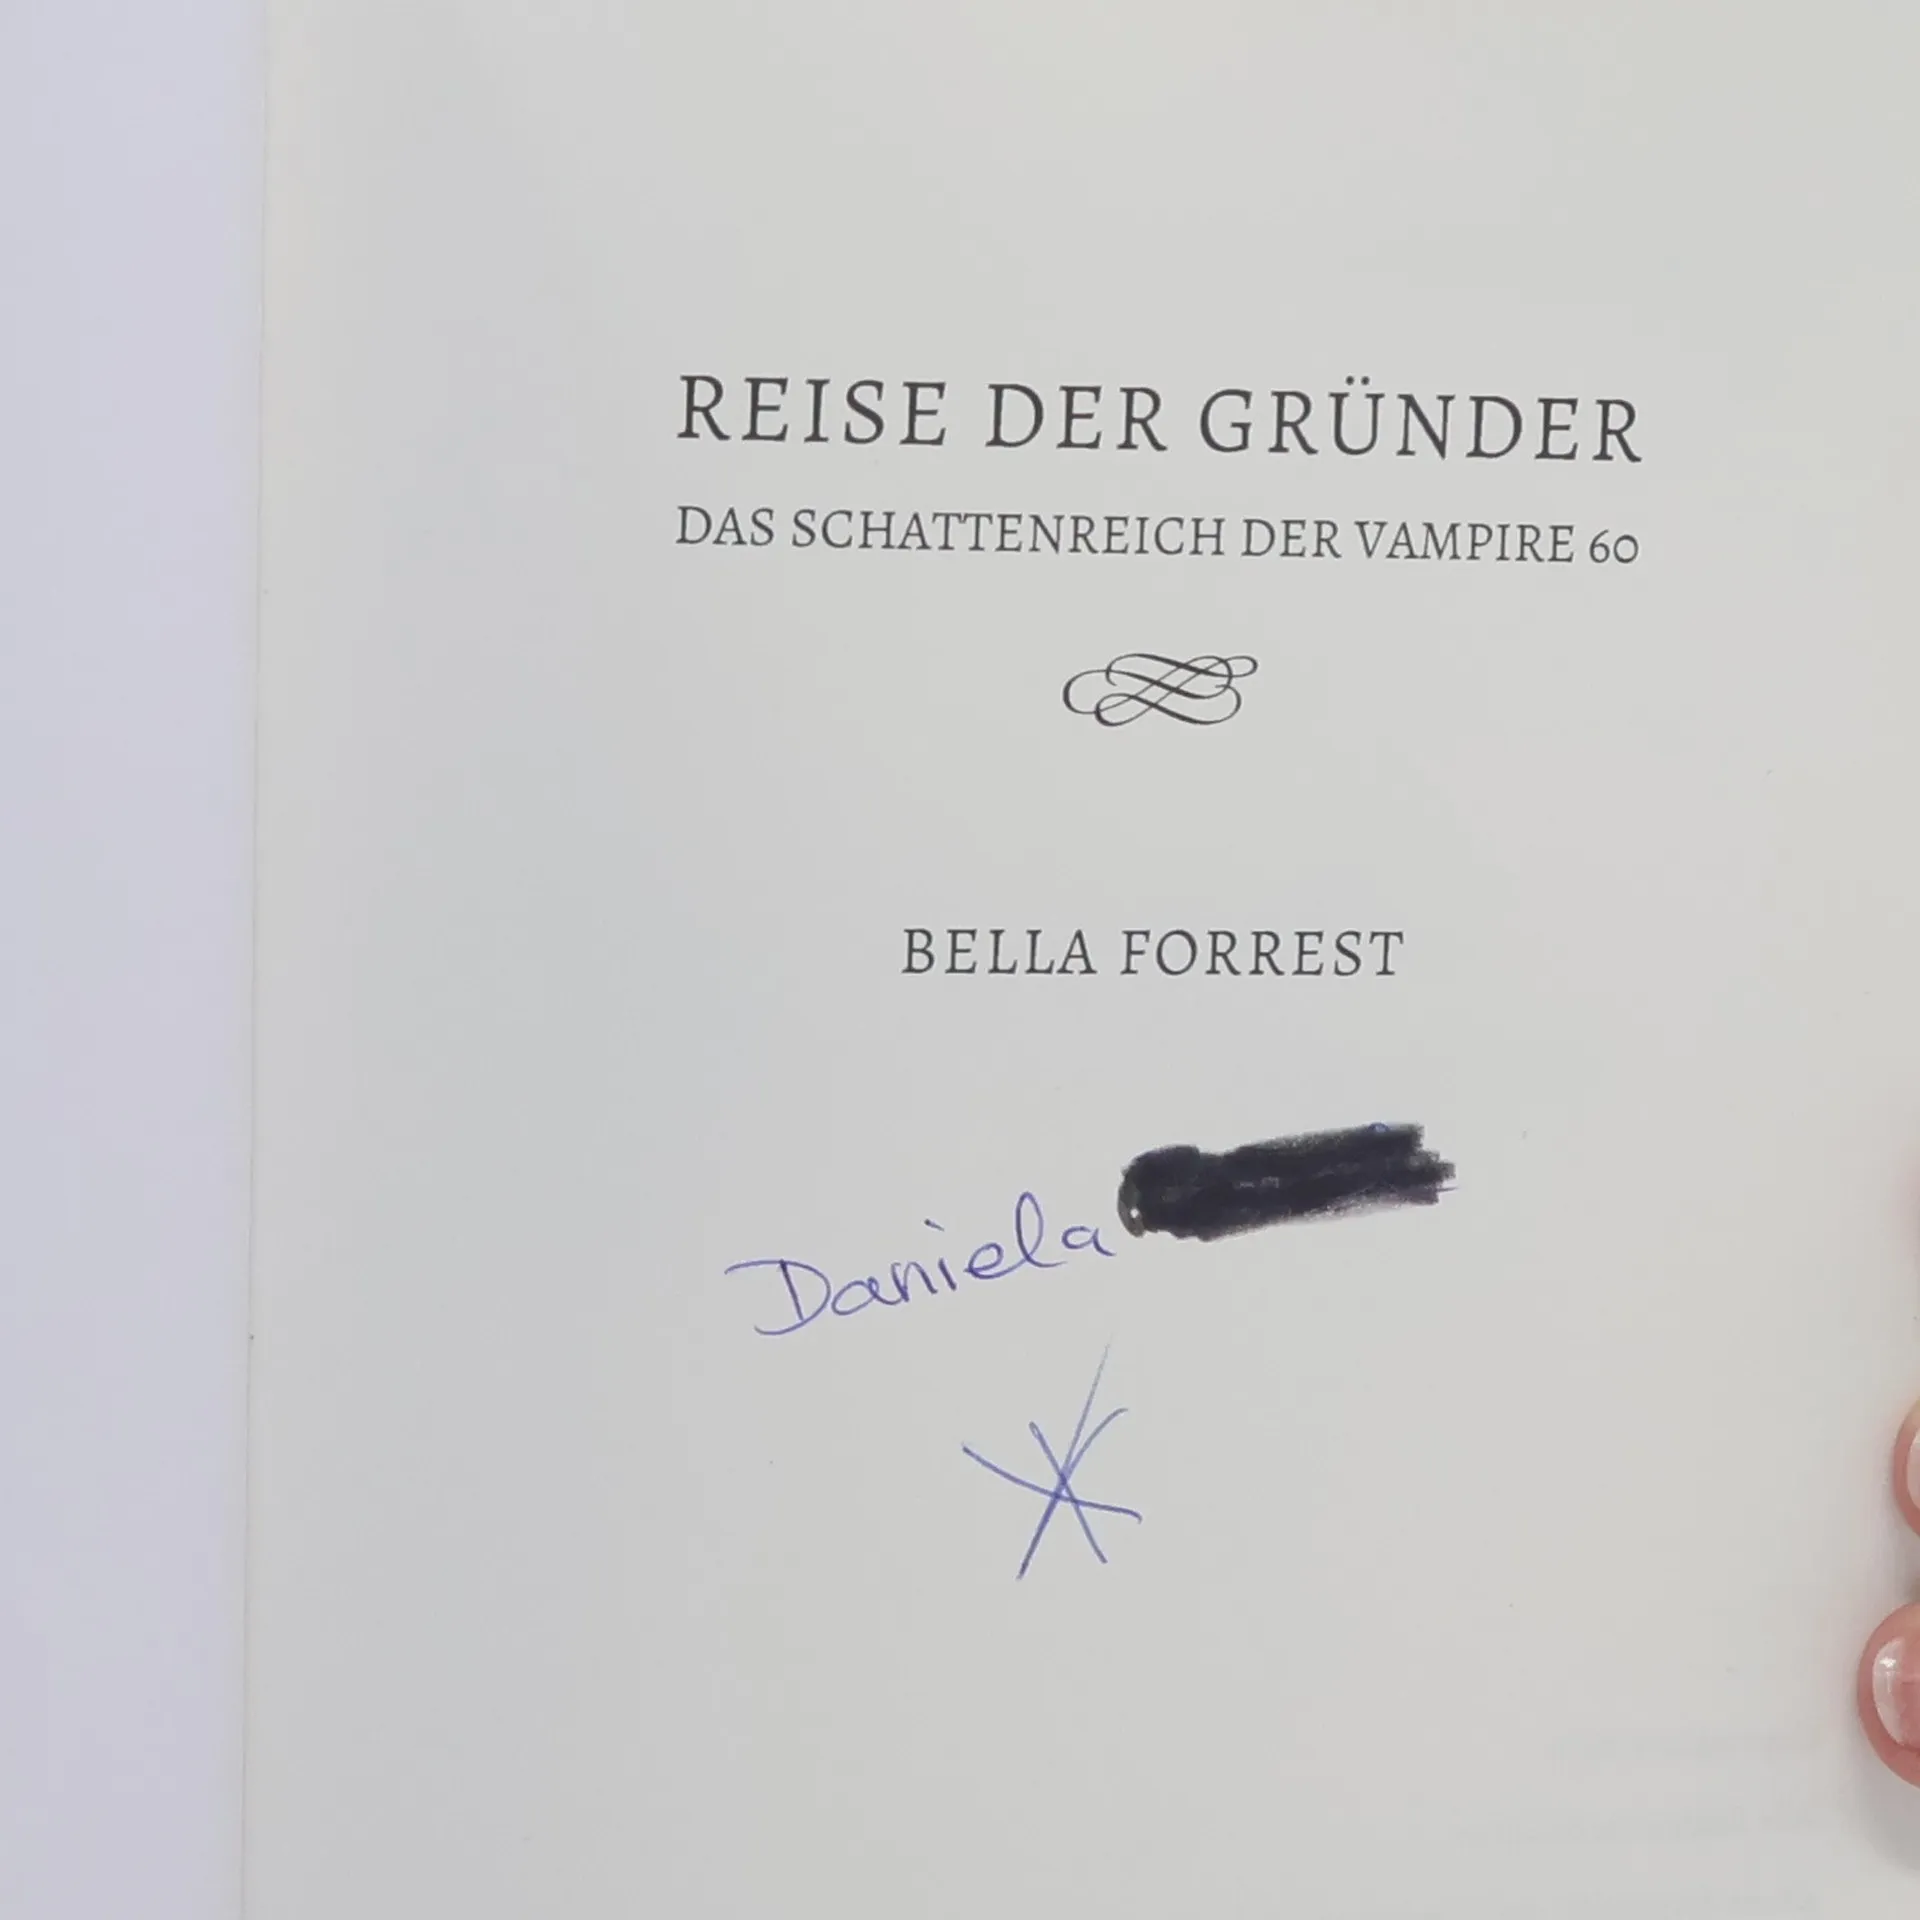 REISE DER GRÜNDER
DAS SCHATTENREICH DER VAMPIRE 60
BELLA FORREST
Daniela